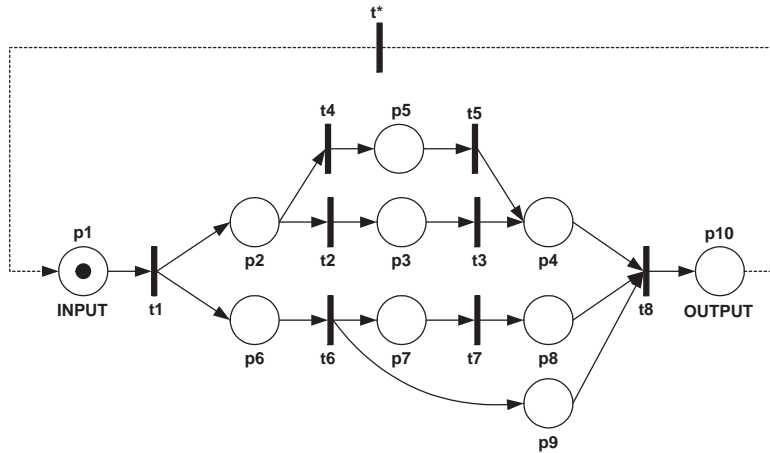 t*
t4 p5 t5
p1 p10
p2 t2 p3 t3 p4
INPUT t1 t8 OUTPUT
p6 t6 p7 t7 p8
p9